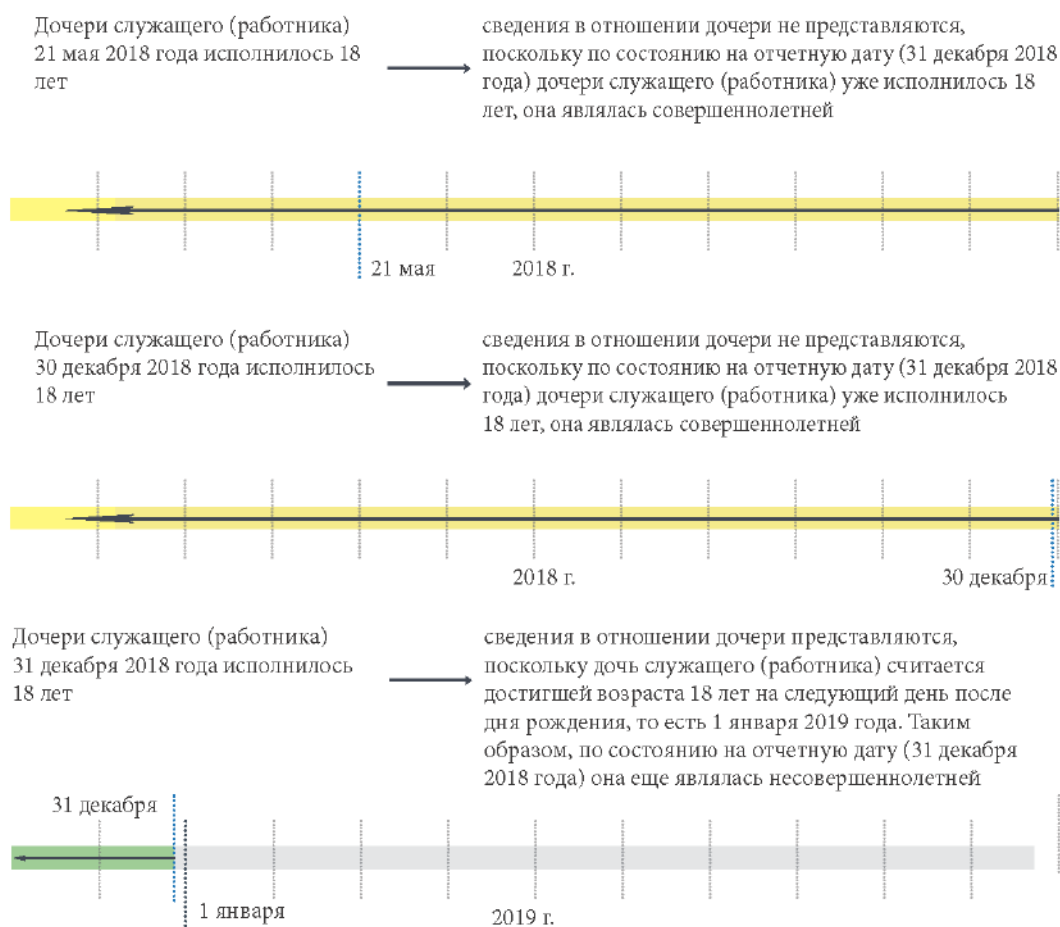 Дочери служащего (работника)
21 мая 2018 года исполнилось 18
лет
сведения в отношении дочери не представляются,
поскольку по состоянию на отчетную дату (31 декабря 2018
года) дочери служащего (работника) уже исполнилось 18
лет, она являлась совершеннолетней
21 мая
2018 г.
Дочери служащего (работника)
30 декабря 2018 года исполнилось
18 лет
сведения в отношении дочери не представляются,
поскольку по состоянию на отчетную дату (31 декабря 2018
года) дочери служащего (работника) уже исполнилось
18 лет, она являлась совершеннолетней
2018 г.
30 декабря
Дочери служащего (работника)
31 декабря 2018 года исполнилось
18 лет
сведения в отношении дочери представляются,
поскольку дочь служащего (работника) считается
достигшей возраста 18 лет на следующий день после
дня рождения, то есть 1 января 2019 года. Таким
образом, по состоянию на отчетную дату (31 декабря
2018 года) она еще являлась несовершеннолетней
31 декабря
1 января
2019 г.